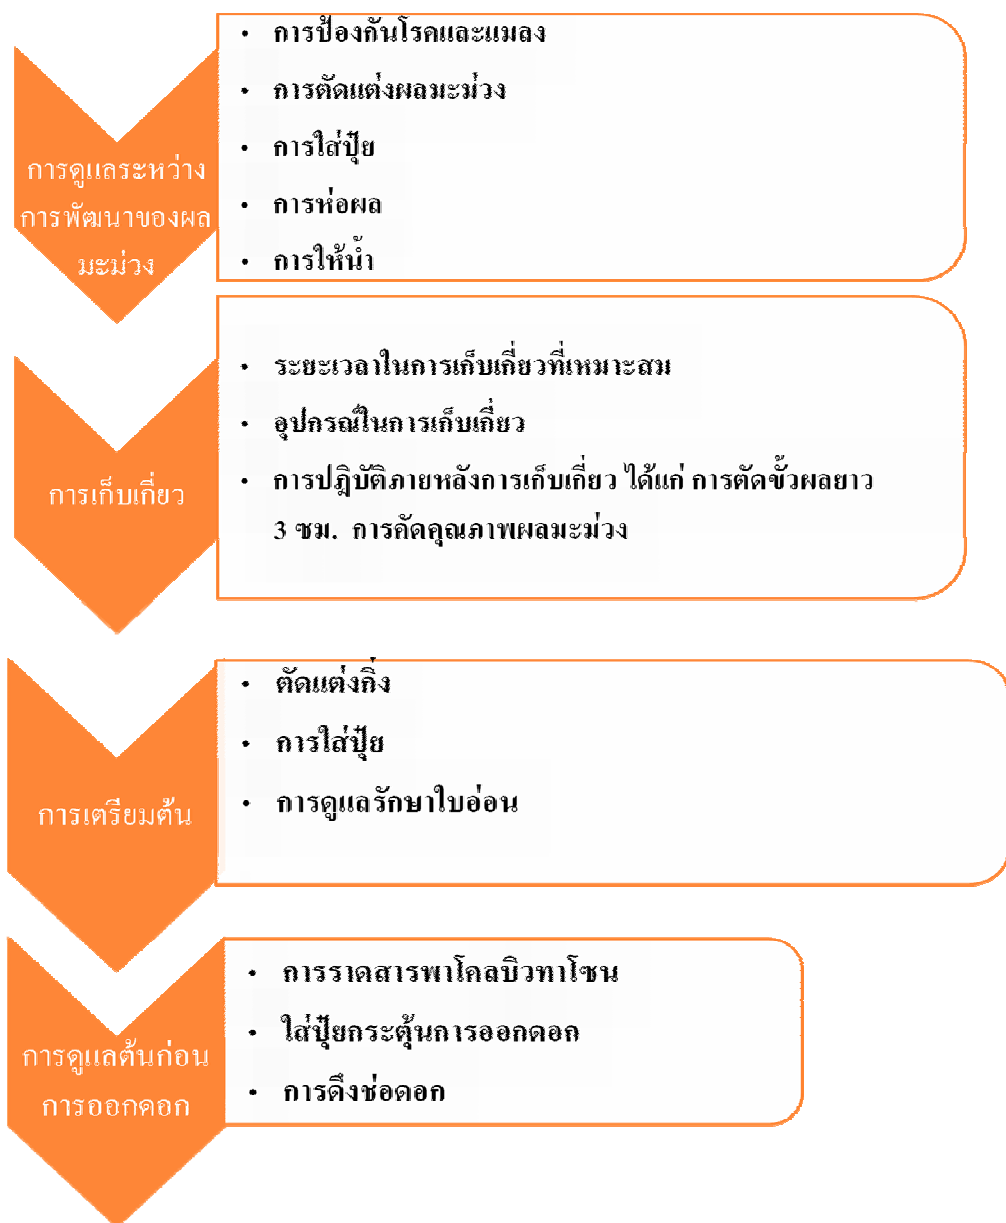 การดูแลระหว่าง
การพัฒนาของผล
มะม่วง
• การป้องกันโรคและแมลง
• การตัดแต่งผลมะม่วง
• การใส่ปุ๋ย
• การห่อผล
• การให้น้ำ
การเก็บเกี่ยว
• ระยะเวลาในการเก็บเกี่ยวที่เหมาะสม
• อุปกรณ์ในการเก็บเกี่ยว
• การปฎิบัติภายหลังการเก็บเกี่ยว ได้แก่ การตัดขั้วผลยาว
3 ซม. การคัดคุณภาพผลมะม่วง
การเตรียมต้น
• ตัดแต่งกิ่ง
• การใส่ปุ๋ย
• การดูแลรักษาใบอ่อน
การดูแลต้นก่อน
การออกดอก
• การราดสารพาโคลบิวทาโซน
• ใส่ปุ๋ยกระตุ้นการออกดอก
• การดึงช่อดอก